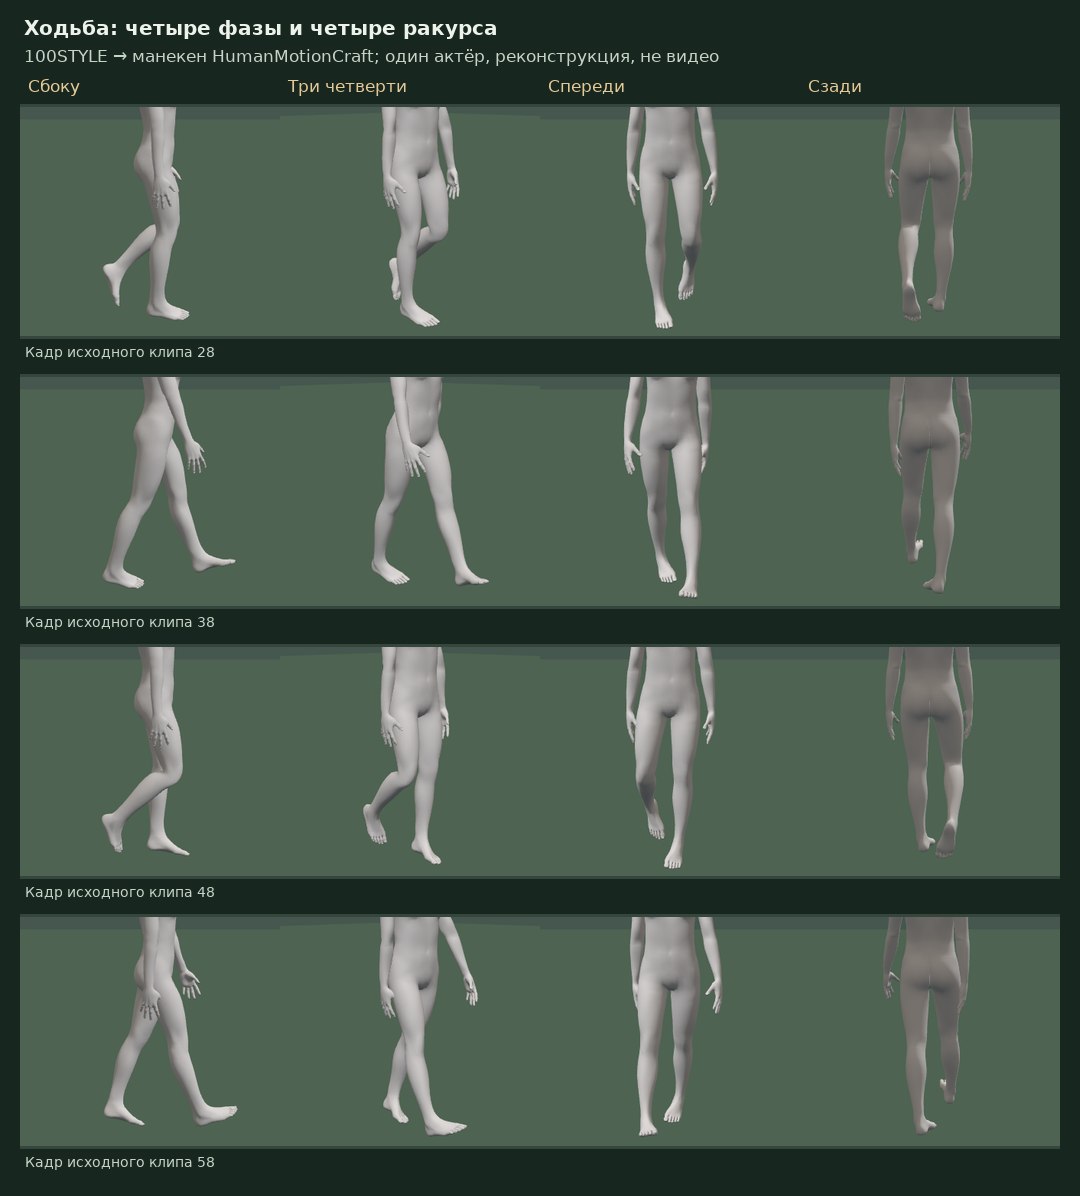 Ходьба: четыре фазы и четыре ракурса
100STYLE → манекен HumanMotionCraft; один актёр, реконструкция, не видео
Сбоку Три четверти Спереди Сзади
Кадр исходного клипа 28
Кадр исходного клипа 38
Кадр исходного клипа 48
Кадр исходного клипа 58